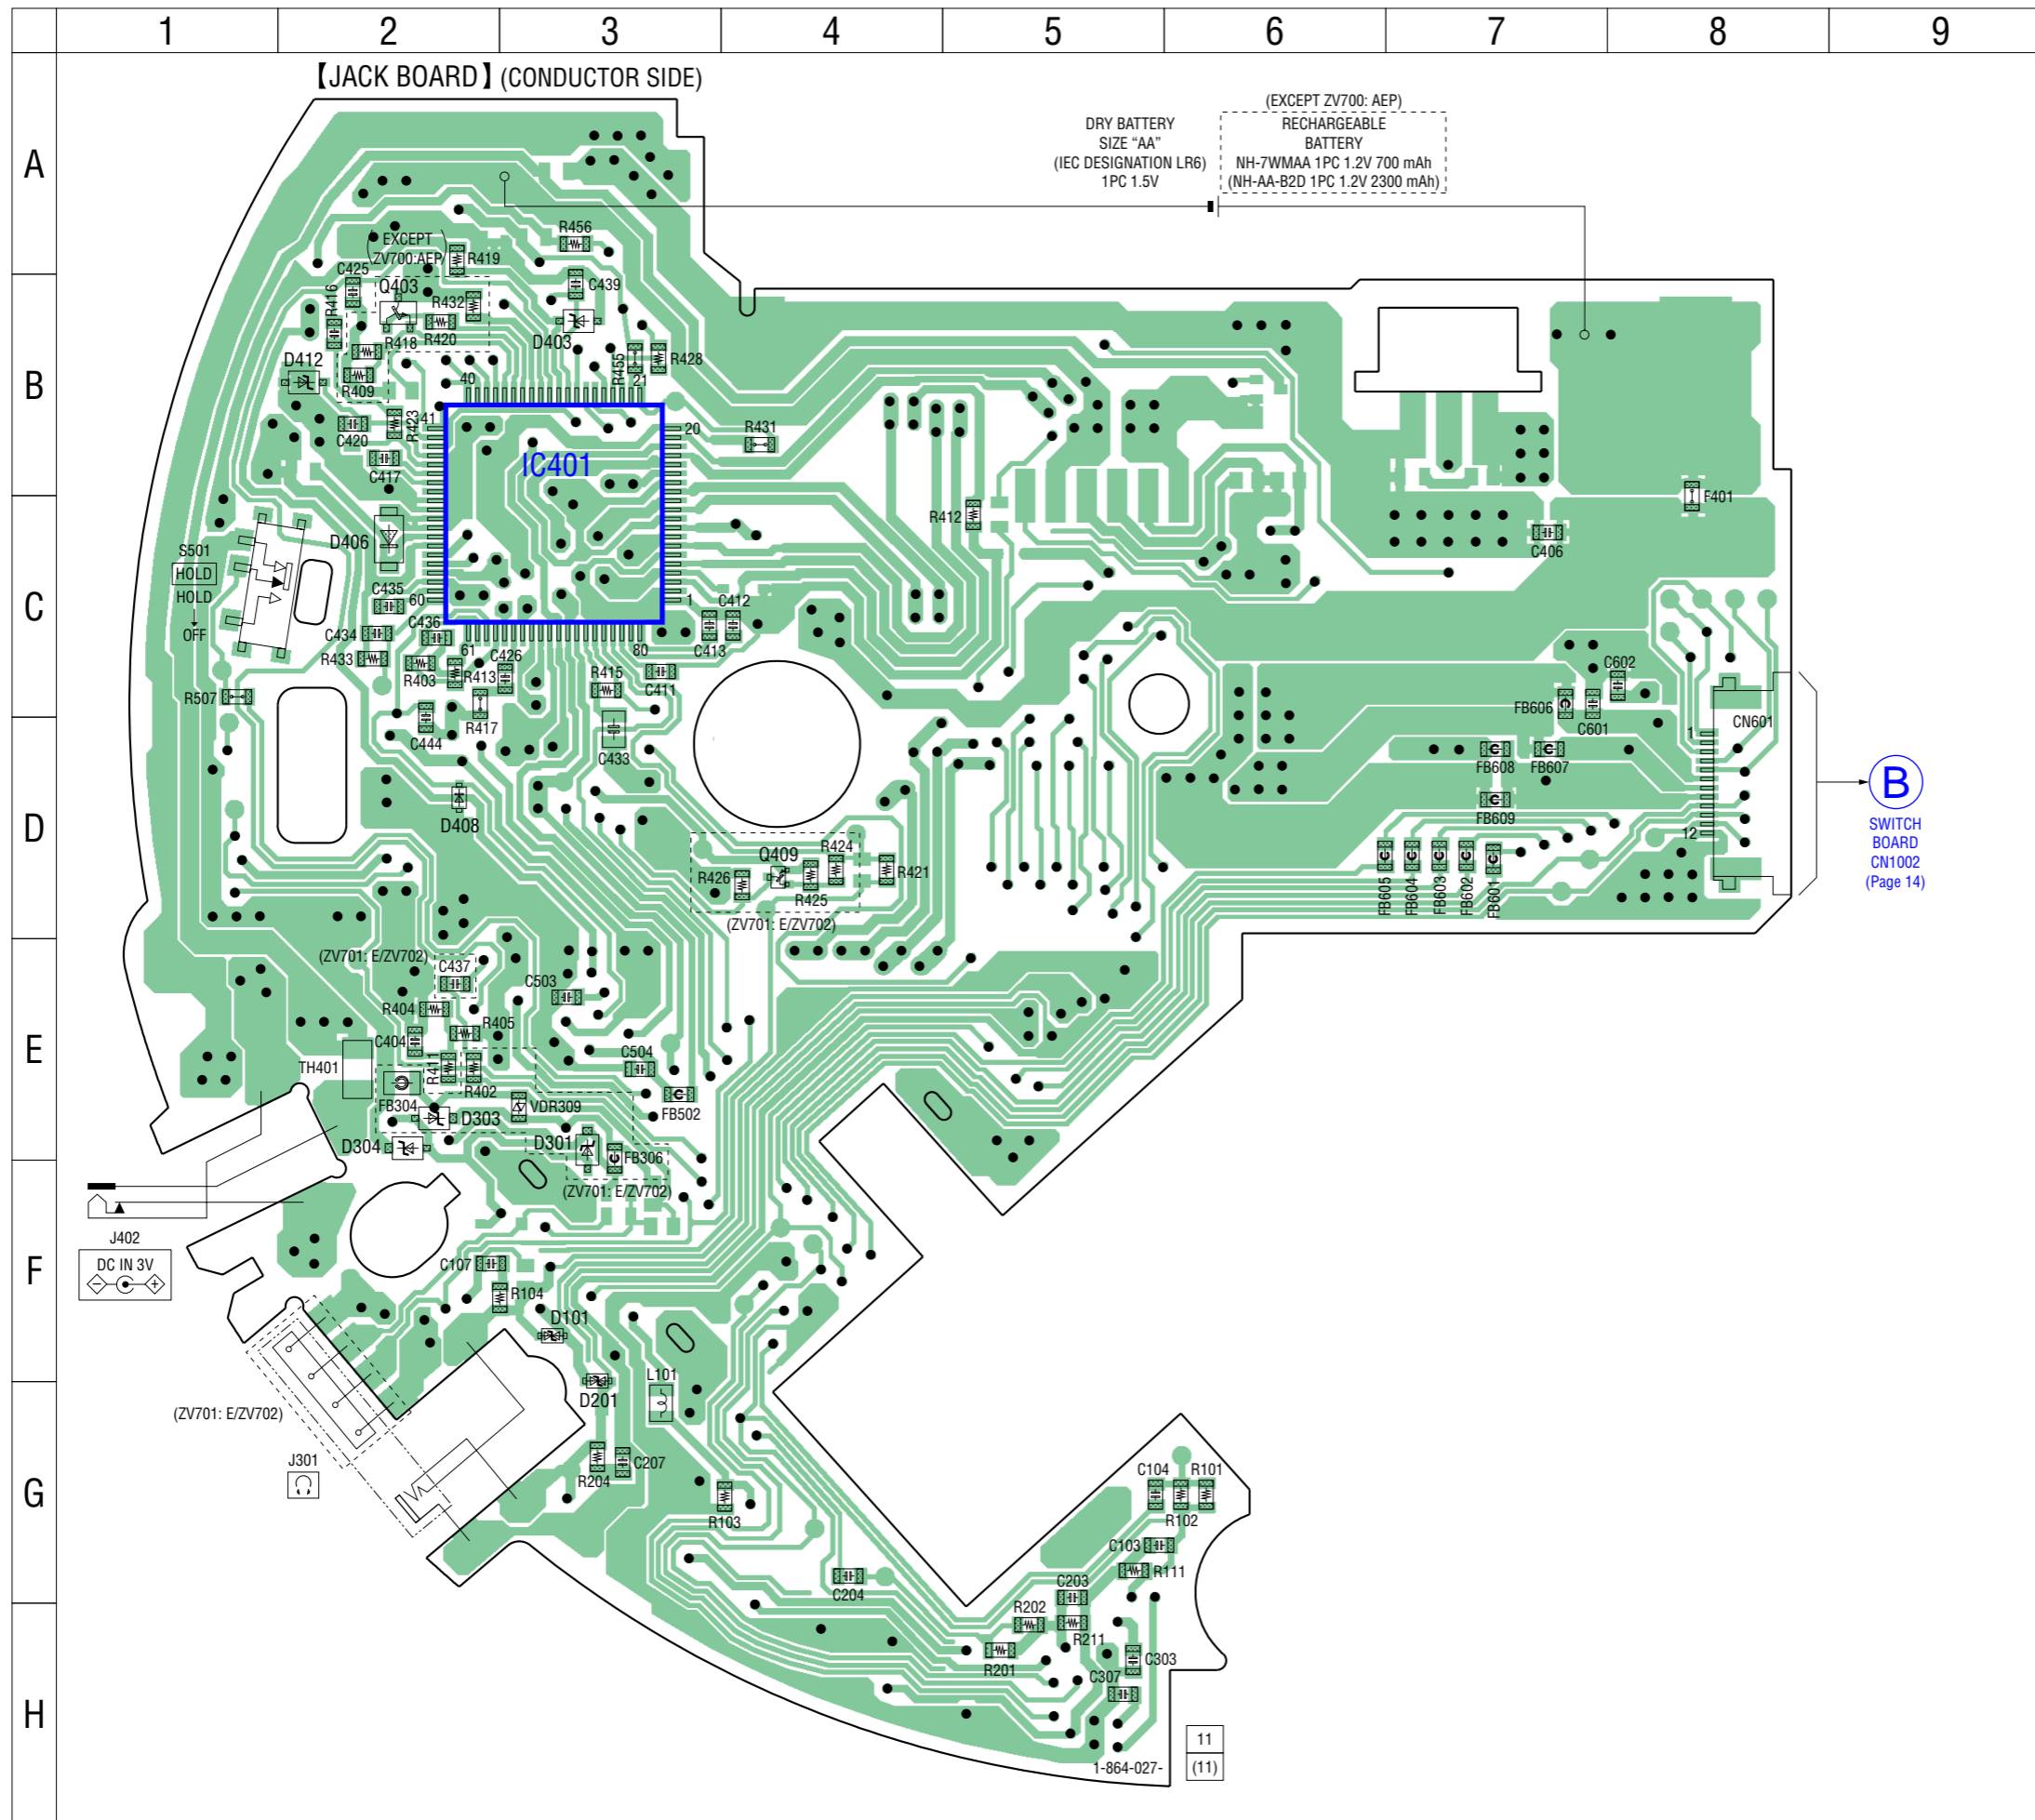 1 2 3 4 5 6 7 8 9
【JACK BOARD】 (CONDUCTOR SIDE)
(EXCEPT ZV700: AEP)
DRY BATTERY
SIZE “AA”
(IEC DESIGNATION LR6)
1PC 1.5V
RECHARGEABLE
BATTERY
NH-7WMAA 1PC 1.2V 700 mAh
(NH-AA-B2D 1PC 1.2V 2300 mAh)
A
R456
(EXCEPT
ZV700:AEP)
R419
C425
Q403
R432
C439
R416
R420
D403
R418
R455
R428
D412
R409
40
21
B
C420
R423
41
20
R431
IC401
C417
F401
R412
D406
S501
HOLD
HOLD
OFF
C406
C435
60
1
C412
C
C434
C436
C413
R433
61
80
R403
R413
C426
R415
C411
C602
R507
R417
FB606
C601
CN601
C444
C433
1
FB608
FB607
B
D408
FB609
D
12
SWITCH
BOARD
CN1002
(Page 14)
Q409
R424
R426
R425
R421
FB605
FB604
FB603
FB602
FB601
(ZV701: E/ZV702)
(ZV701: E/ZV702)
C437
C503
R404
R405
C404
E
TH401
R411
R402
C504
FB304
D303
VDR309
FB502
D304
D301
FB306
(ZV701: E/ZV702)
J402
DC IN 3V
F
C107
R104
D101
L101
D201
(ZV701: E/ZV702)
J301
R204
C207
G
R103
C104
R101
R102
C103
R111
C204
C203
R202
R211
R201
C303
C307
H
11
(11)
1-864-027-